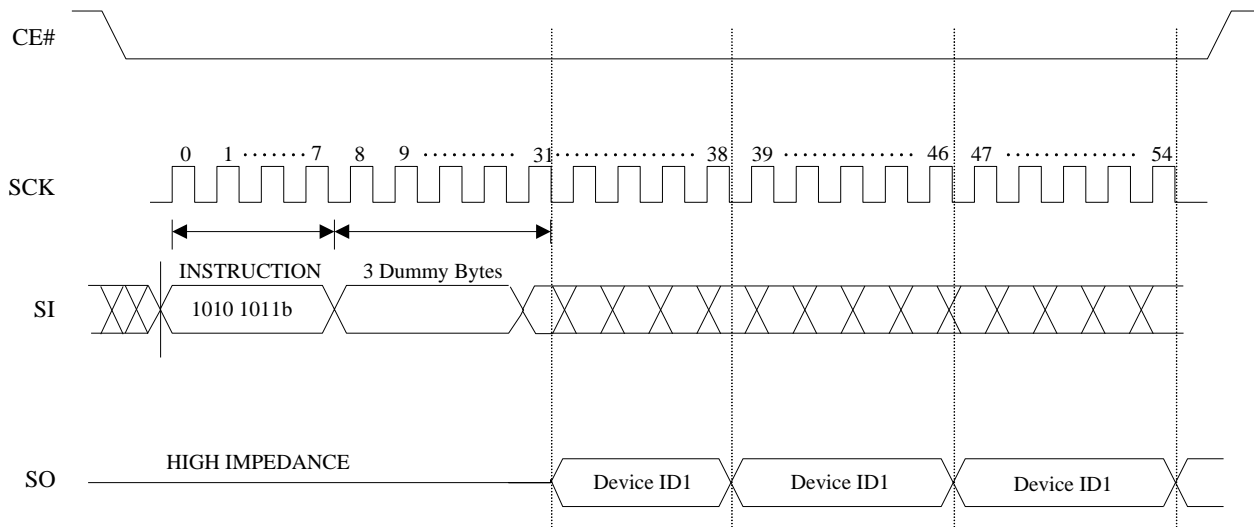 CE#
0 1 ....... 7 8 9 .......... 31 ............... 38 39 ............... 46 47 ............... 54
SCK
INSTRUCTION 3 Dummy Bytes
SI 1010 1011b
HIGH IMPEDANCE
SO Device ID1 Device ID1 Device ID1